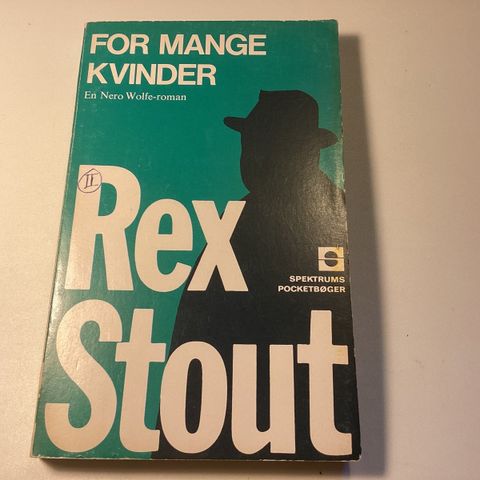 FOR MANGE
KVINDER
En Nero Wolfe-roman
II
Rex
SPEKTRUMS
POCKETBØGER
Stout